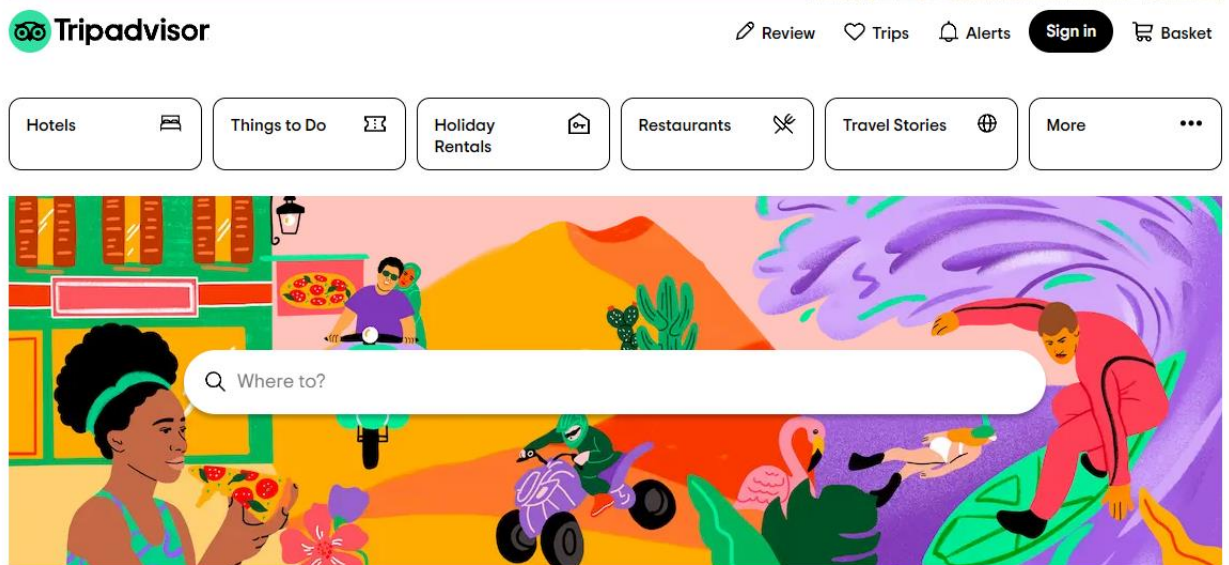 Tripadvisor
Review
Trips
Alerts
Sign in
Basket
Hotels
Things to Do
Holiday
Rentals
Restaurants
Travel Stories
More
Where to?